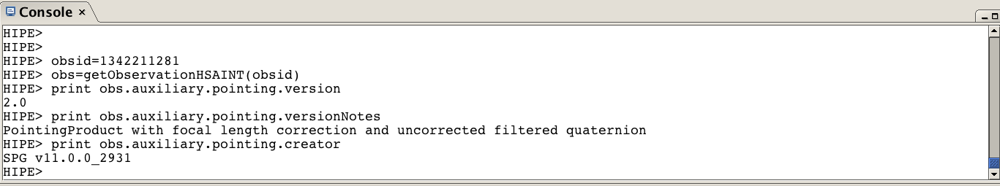 Console ×
HIPE>
HIPE>
HIPE> obsid=1342211281
HIPE> obs=getObservationHSAINT(obsid)
HIPE> print obs.auxiliary.pointing.version
2.0
HIPE> print obs.auxiliary.pointing.versionNotes
PointingProduct with focal length correction and uncorrected filtered quaternion
HIPE> print obs.auxiliary.pointing.creator
SPG v11.0.0_2931
HIPE>